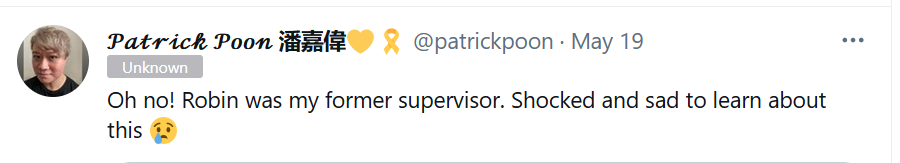 𝓟𝓪𝓽𝓻𝓲𝓬𝓴 𝓟𝓸𝓸𝓷 潘嘉偉💛🎗️ @patrickpoon · May 19 ···
Unknown
Oh no! Robin was my former supervisor. Shocked and sad to learn about
this 😢